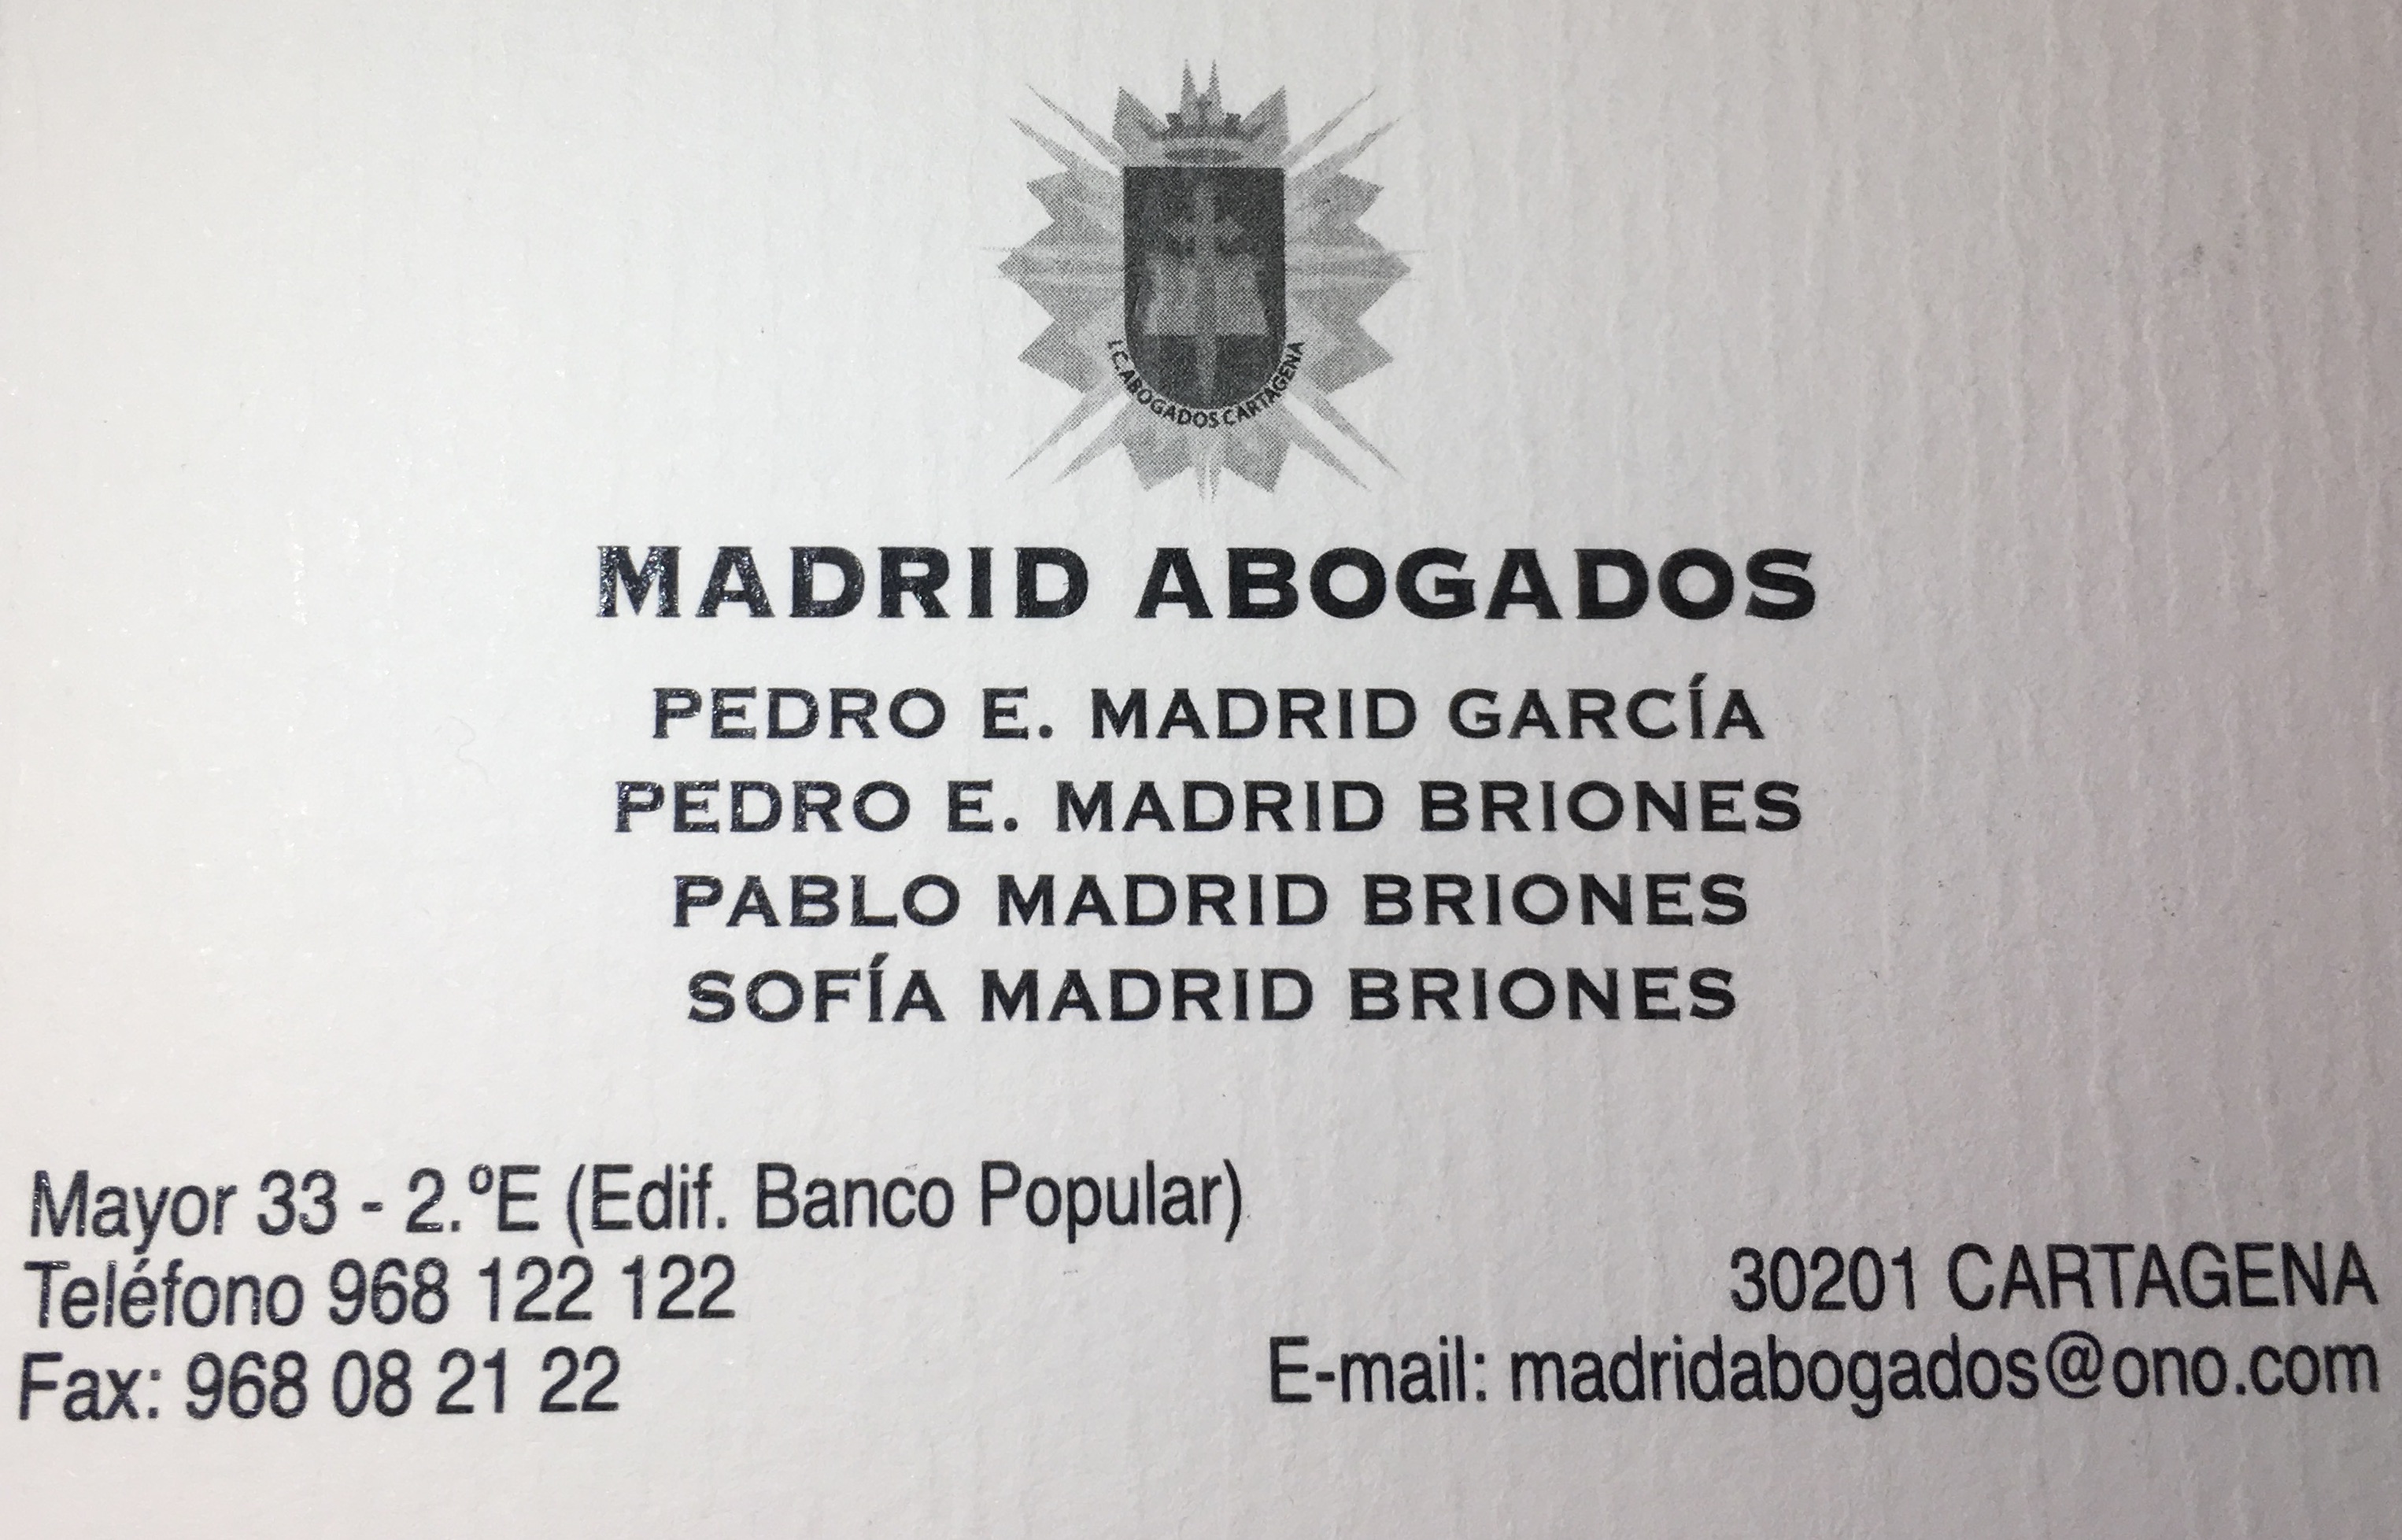 I.C.ABOGADOS CARTAGENA
MADRID ABOGADOS
PEDRO E. MADRID GARCÍA
PEDRO E. MADRID BRIONES
PABLO MADRID BRIONES
SOFÍA MADRID BRIONES
Mayor 33 - 2.ºE (Edif. Banco Popular)
Teléfono 968 122 122
30201 CARTAGENA
Fax: 968 08 21 22
E-mail: madridabogados@ono.com